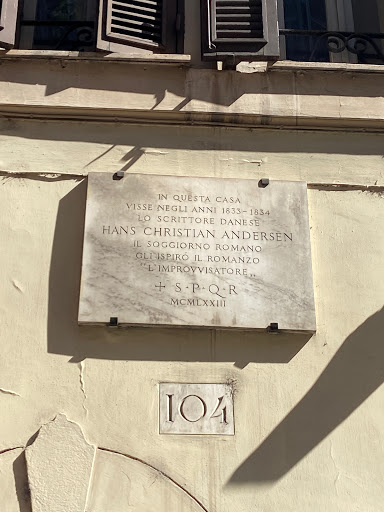 IN QUESTA CASA
VISSE NEGLI ANNI 1833-1834
LO SCRITTORE DANESE
HANS CHRISTIAN ANDERSEN
IL SOGGIORNO ROMANO
GLI ISPIRÒ IL ROMANZO
"L'IMPROVVISATORE„
+ S·P·Q·R
MCMLXXIII
104